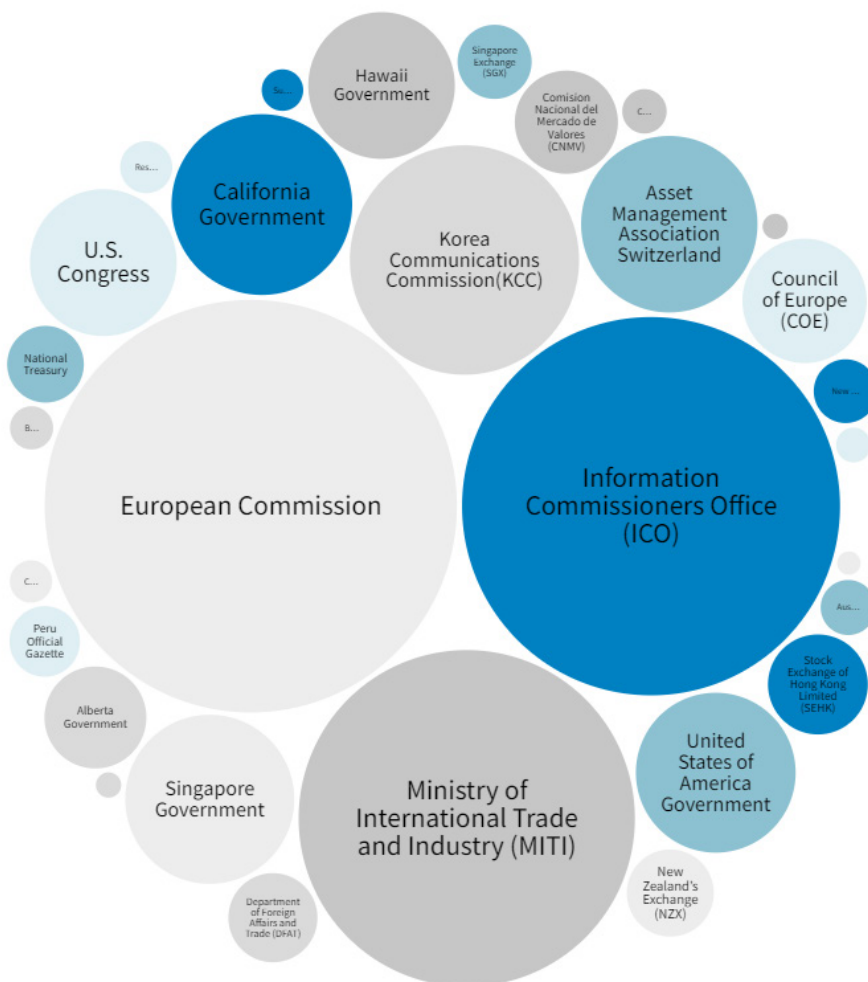 Hawaii
Government
Singapore
Exchange
(SGX)
Su...
Comision
Nacional del
Mercado de
Valores
(CNMV)
C...
Res...
California
Government
Asset
Management
Association
Switzerland
U.S.
Congress
Korea
Communications
Commission(KCC)
Council
of Europe
(COE)
National
Treasury
New ...
B...
European Commission
Information
Commissioners Office
(ICO)
C...
Aus...
Peru
Official
Gazette
Stock
Exchange of
Hong Kong
Limited
(SEHK)
Alberta
Government
United
States of
America
Government
Singapore
Government
Ministry of
International Trade
and Industry (MITI)
New
Zealand's
Exchange
(NZX)
Department
of Foreign
Affairs and
Trade (DFAT)